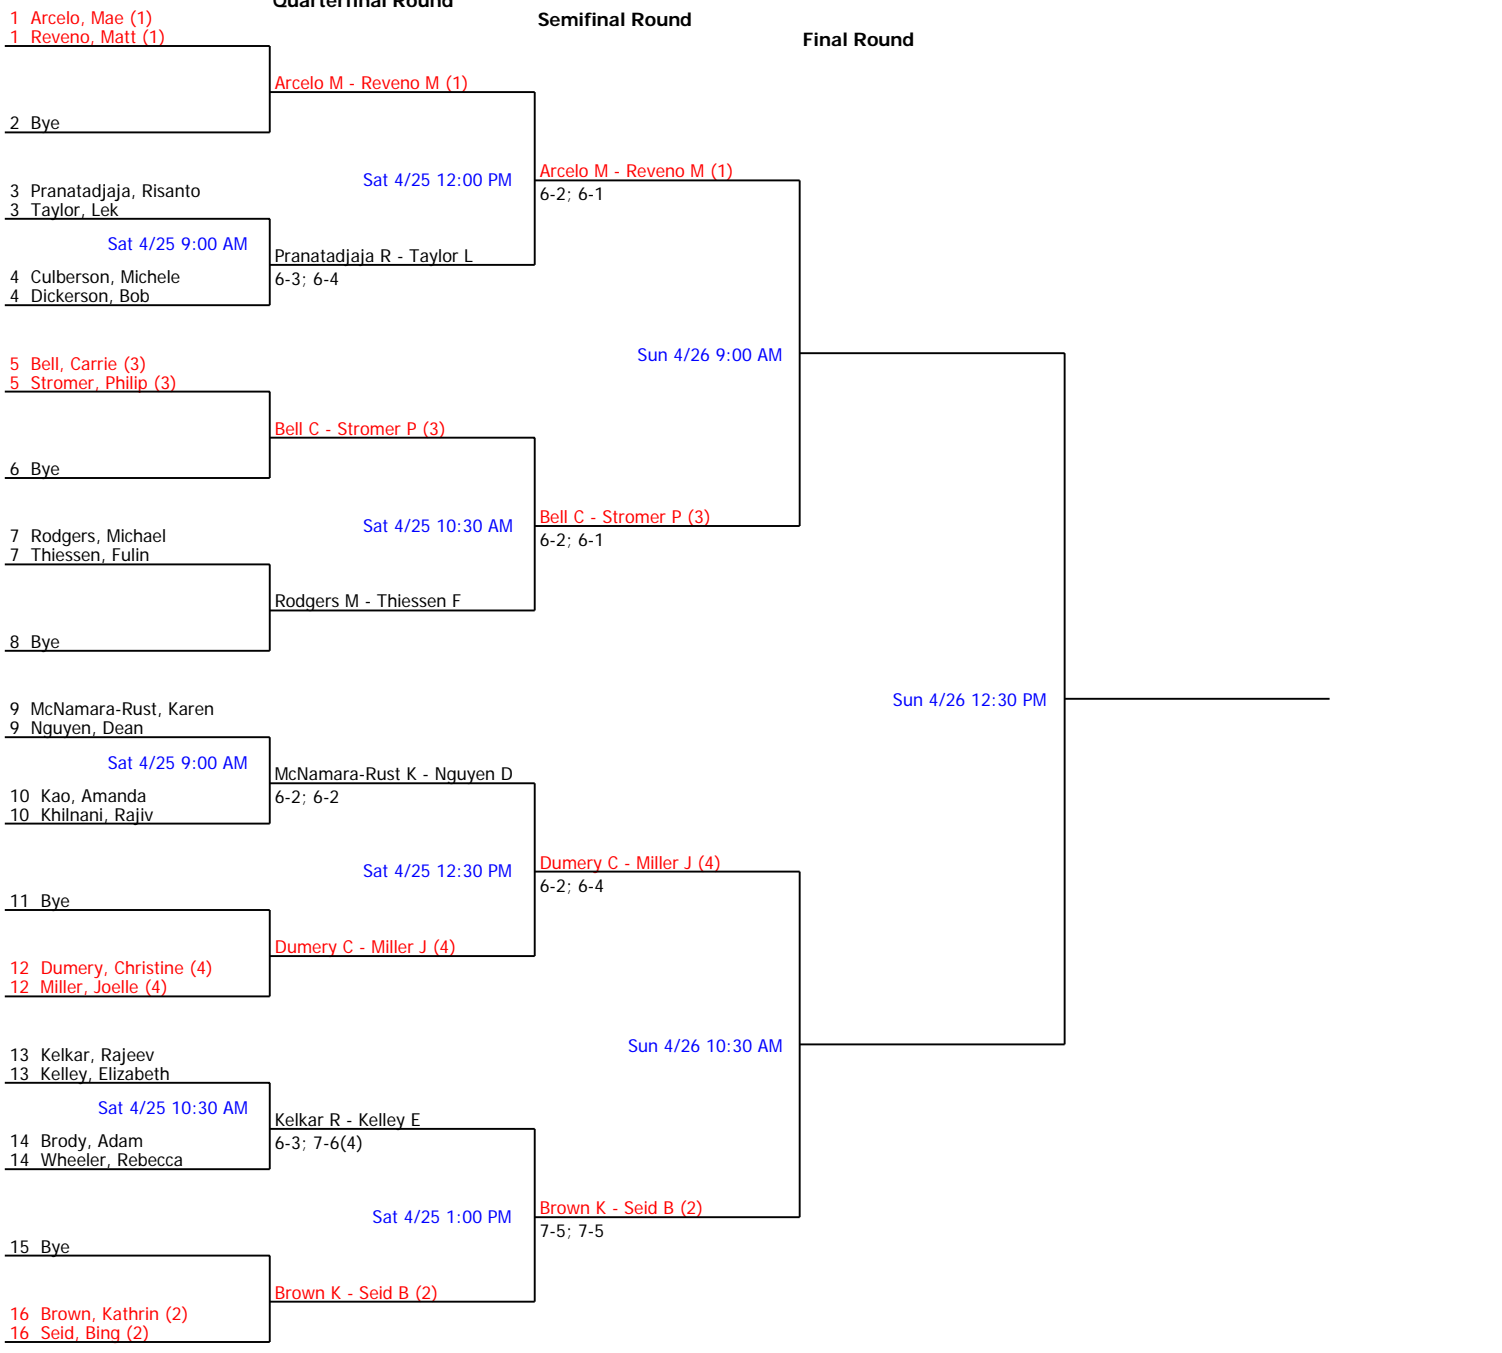 Quarterfinal Round
Semifinal Round
Final Round
1 Arcelo, Mae (1)
1 Reveno, Matt (1)
Arcelo M - Reveno M (1)
2 Bye
Sat 4/25 12:00 PM
Arcelo M - Reveno M (1)
6-2; 6-1
3 Pranatadjaja, Risanto
3 Taylor, Lek
Sat 4/25 9:00 AM
Pranatadjaja R - Taylor L
6-3; 6-4
4 Culberson, Michele
4 Dickerson, Bob
Sun 4/26 9:00 AM
5 Bell, Carrie (3)
5 Stromer, Philip (3)
Bell C - Stromer P (3)
6 Bye
Sat 4/25 10:30 AM
Bell C - Stromer P (3)
6-2; 6-1
7 Rodgers, Michael
7 Thiessen, Fulin
Rodgers M - Thiessen F
8 Bye
Sun 4/26 12:30 PM
9 McNamara-Rust, Karen
9 Nguyen, Dean
Sat 4/25 9:00 AM
McNamara-Rust K - Nguyen D
6-2; 6-2
10 Kao, Amanda
10 Khilnani, Rajiv
Sat 4/25 12:30 PM
Dumery C - Miller J (4)
6-2; 6-4
11 Bye
Dumery C - Miller J (4)
12 Dumery, Christine (4)
12 Miller, Joelle (4)
Sun 4/26 10:30 AM
13 Kelkar, Rajeev
13 Kelley, Elizabeth
Sat 4/25 10:30 AM
Kelkar R - Kelley E
6-3; 7-6(4)
14 Brody, Adam
14 Wheeler, Rebecca
Sat 4/25 1:00 PM
Brown K - Seid B (2)
7-5; 7-5
15 Bye
Brown K - Seid B (2)
16 Brown, Kathrin (2)
16 Seid, Bing (2)